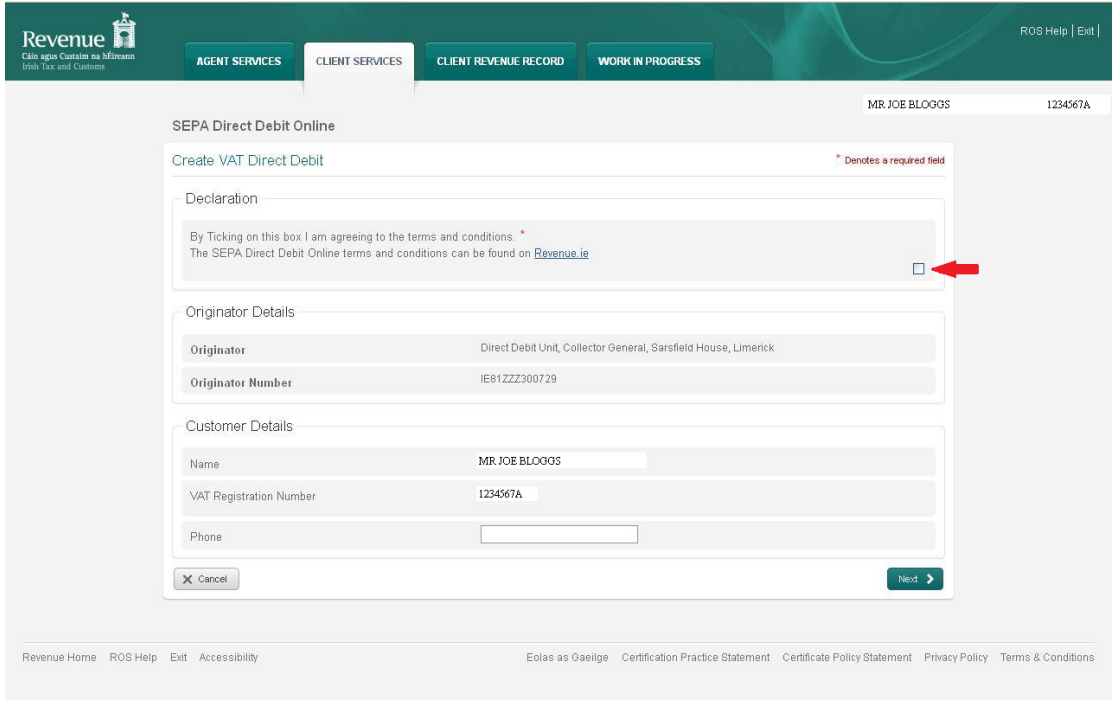 Revenue
Cáin agus Custaim na hÉireann
Irish Tax and Customs
AGENT SERVICES
CLIENT SERVICES
CLIENT REVENUE RECORD
WORK IN PROGRESS
ROS Help | Exit |
MR JOE BLOGGS 1234567A
SEPA Direct Debit Online
Create VAT Direct Debit
* Denotes a required field
Declaration
By Ticking on this box I am agreeing to the terms and conditions. *
The SEPA Direct Debit Online terms and conditions can be found on Revenue.ie
Originator Details
Originator Direct Debit Unit, Collector General, Sarsfield House, Limerick
Originator Number IE81ZZZ300729
Customer Details
Name MR JOE BLOGGS
VAT Registration Number 1234567A
Phone
Cancel
Next
Revenue Home ROS Help Exit Accessibility Eolas as Gaeilge Certification Practice Statement Certificate Policy Statement Privacy Policy Terms & Conditions